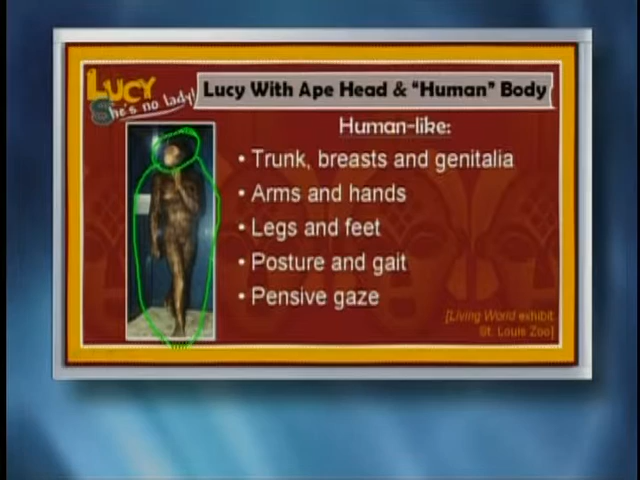 LUCY
She's no lady!
Lucy With Ape Head & "Human" Body
Human-like:
• Trunk, breasts and genitalia
• Arms and hands
• Legs and feet
• Posture and gait
• Pensive gaze
[Living World exhibit
St. Louis Zoo]